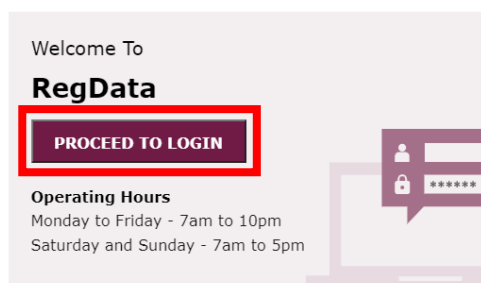 Welcome To
RegData
PROCEED TO LOGIN
Operating Hours
Monday to Friday - 7am to 10pm
Saturday and Sunday - 7am to 5pm
******